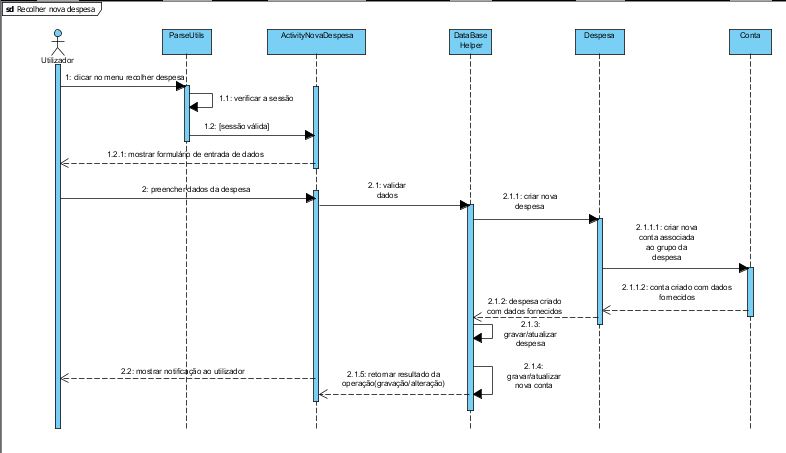 sd Recolher nova despesa
Utilizador
ParseUtils
ActivityNovaDespesa
DataBase
Helper
Despesa
Conta
1: clicar no menu recolher despesa
1.1: verificar a sessão
1.2: [sessão válida]
1.2.1: mostrar formulário de entrada de dados
2: preencher dados da despesa
2.1: validar
dados
2.1.1: criar nova
despesa
2.1.1.1: criar nova
conta associada
ao grupo da
despesa
2.1.1.2: conta criado com dados
fornecidos
2.1.2: despesa criado
com dados fornecidos
2.1.3:
gravar/atualizar
despesa
2.1.4:
gravar/atualizar
nova conta
2.1.5: retornar resultado da
operação(gravação/alteração)
2.2: mostrar notificação ao utilizador